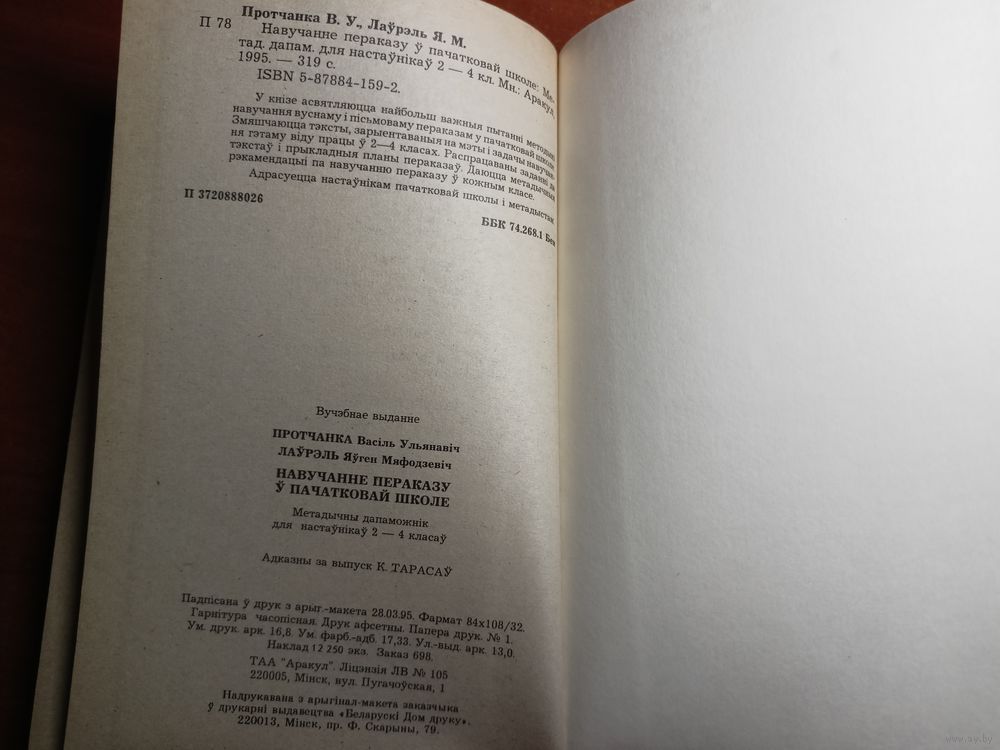 Протчанка В. У., Лаўрэль Я. М.
П 78
Навучанне пераказу ў пачатковай школе: Ме-
тад. дапам. для настаўнікаў 2 — 4 кл. Мн.: Аракул.
1995. — 319 с.
ISBN 5-87884-159-2.
У кнізе асвятляюцца найбольш важныя пытанні методыкі
навучання вуснаму і пісьмоваму пераказам у пачатковай школе
Змяшчаюцца тэксты, зарыентаваныя на мэты і задачы навучан-
ня гэтаму віду працы ў 2—4 класах. Распрацаваны заданні да
тэкстаў і прыкладныя планы пераказаў. Даюцца метадычныя
рэкамендацыі па навучанню пераказу ў кожным класе.
Адрасуецца настаўнікам пачатковай школы і метадыстам.
П 3720888026
ББК 74.268.1 Бел
Вучэбнае выданне
ПРОТЧАНКА Васіль Ульянавіч
ЛАЎРЭЛЬ Яўген Мяфодзевіч
НАВУЧАННЕ ПЕРАКАЗУ
Ў ПАЧАТКОВАЙ ШКОЛЕ
Метадычны дапаможнік
для настаўнікаў 2 — 4 класаў
Адказны за выпуск К. ТАРАСАЎ
Падпісана ў друк з арыг.-макета 28.03.95. Фармат 84х108/32.
Гарнітура часопісная. Друк афсетны. Папера друк. № 1.
Ум. друк. арк. 16,8. Ум. фарб.-адб. 17,33. Ул.-выд. арк. 13,0.
Наклад 12 250 экз. Заказ 698.
ТАА "Аракул". Ліцэнзія ЛВ № 105
220005, Мінск, вул. Пугачоўская, 1
Надрукавана з арыгінал-макета заказчыка
ў друкарні выдавецтва «Беларускі Дом друку».
220013, Мінск, пр. Ф. Скарыны, 79.
www.ay.by